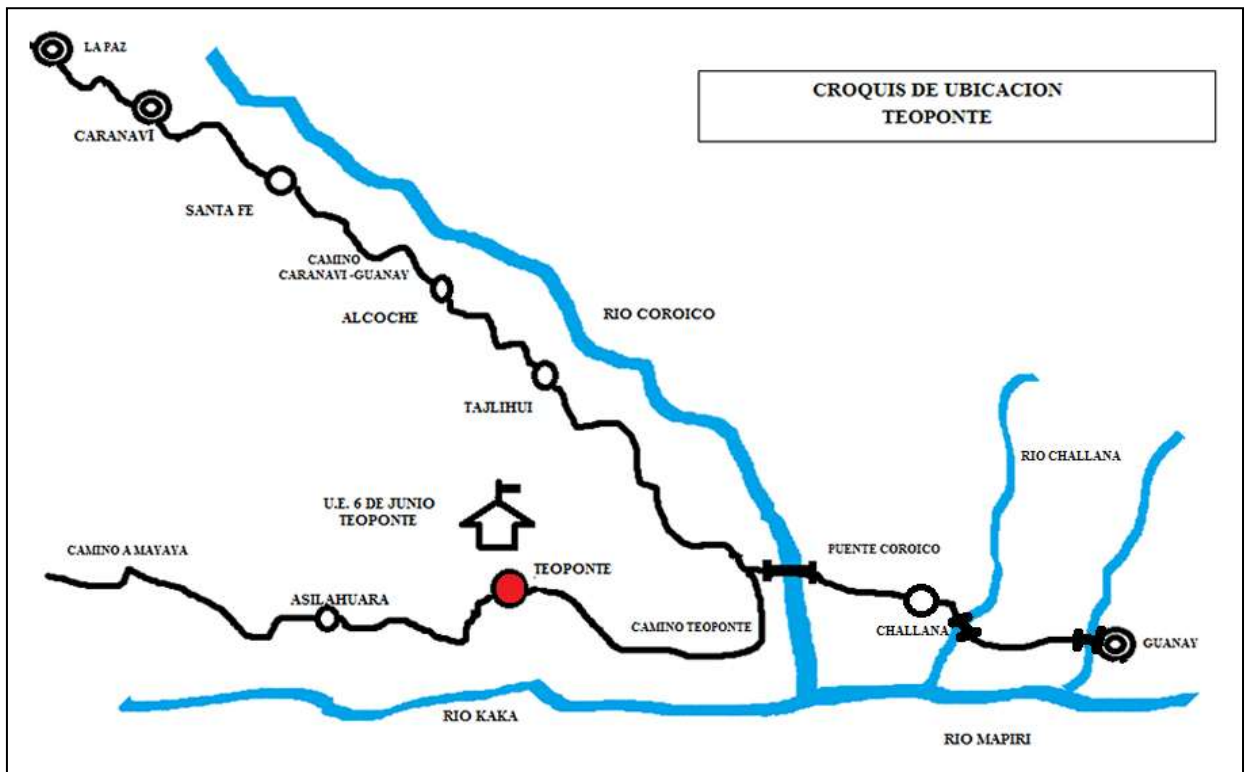 LA PAZ
CROQUIS DE UBICACION
TEOPONTE
CARANAVI
SANTA FE
CAMINO
CARANAVI -GUANAY
ALCOCHE
RIO COROICO
TAJLIHUI
RIO CHALLANA
U.E. 6 DE JUNIO
TEOPONTE
CAMINO A MAYAYA
PUENTE COROICO
TEOPONTE
ASILAHUARA
CAMINO TEOPONTE
CHALLANA
GUANAY
RIO KAKA
RIO MAPIRI